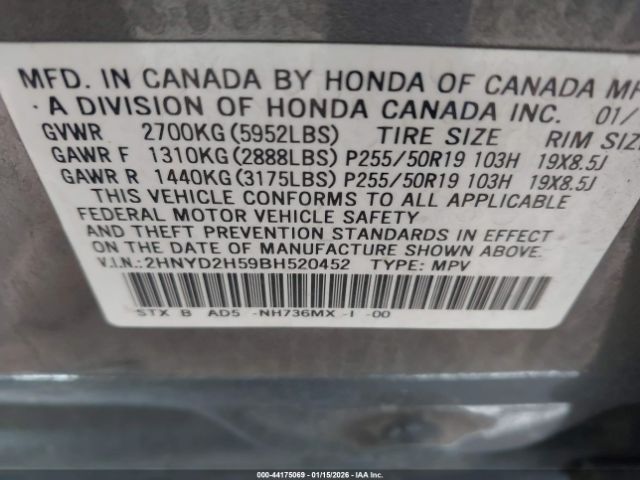 MFD. IN CANADA BY HONDA OF CANADA MF
A DIVISION OF HONDA CANADA INC. 01/
GVWR 2700KG(5952LBS) TIRE SIZE RIM SIZE
GAWR F 1310KG(2888LBS) P255/50R19 103H 19X8.5J
GAWR R 1440KG(3175LBS) P255/50R19 103H 19X8.5J
THIS VEHICLE CONFORMS TO ALL APPLICABLE
FEDERAL MOTOR VEHICLE SAFETY
AND THEFT PREVENTION STANDARDS IN EFFECT
ON THE DATE OF MANUFACTURE SHOWN ABOVE.
V.I.N.:2HNYD2H59BH520452 TYPE: MPV
STX B AD5 -NH736MX -I -00
000-44175069 - 01/15/2026 - IAA Inc.